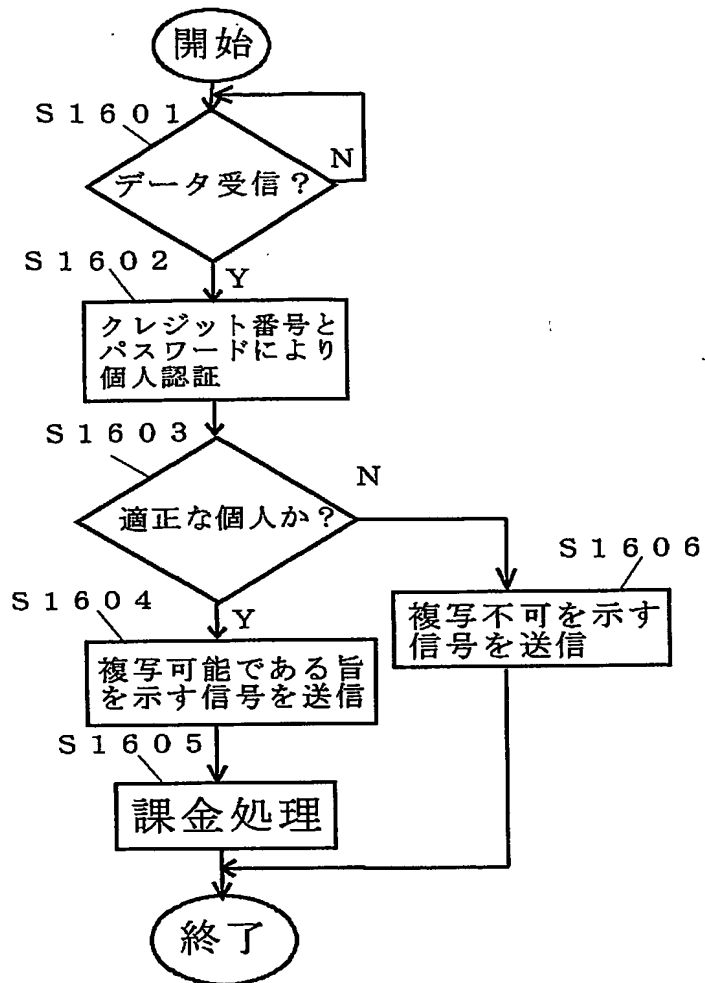 開始
S1601
データ受信?
N
S1602
Y
クレジット番号と
パスワードにより
個人認証
S1603
適正な個人か?
N
S1604
Y
複写可能である旨
を示す信号を送信
S1606
複写不可を示す
信号を送信
S1605
課金処理
終了